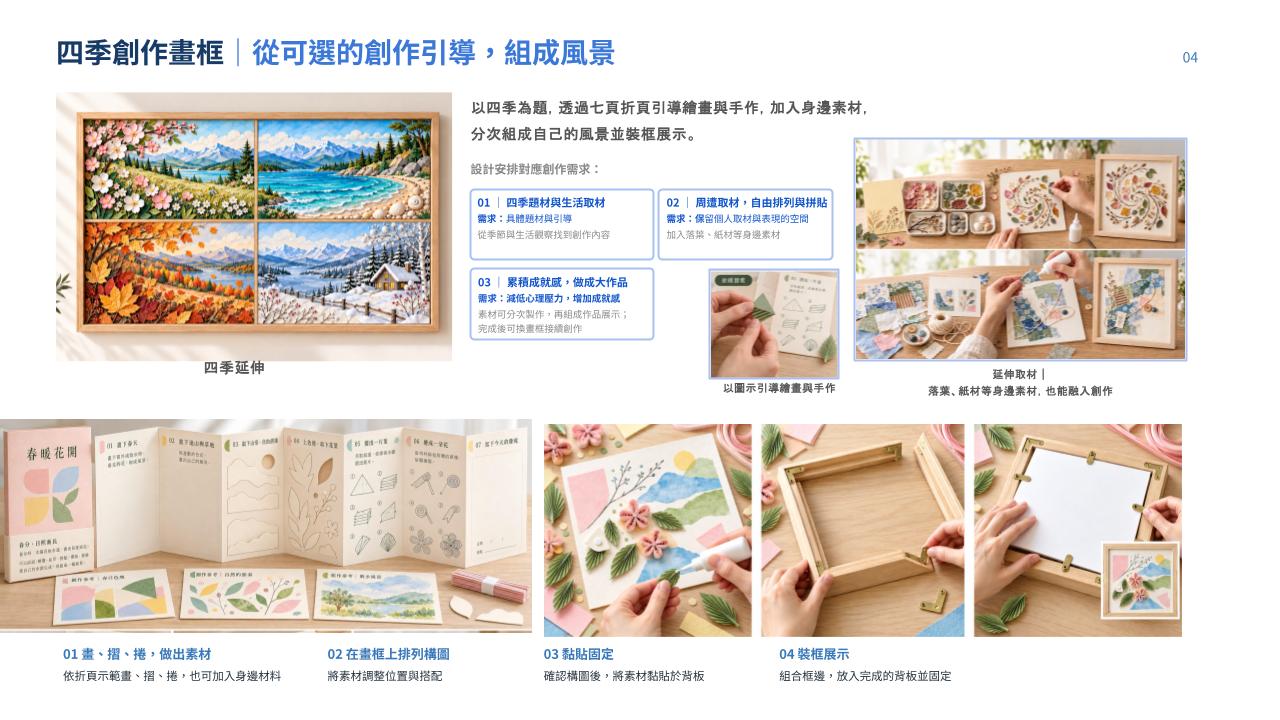 四季創作畫框｜從可選的創作引導，組成風景
04
以四季為題，透過七頁折頁引導繪畫與手作，加入身邊素材，
分次組成自己的風景並裝框展示。
設計安排對應創作需求：
01 ｜ 四季題材與生活取材
需求：具體題材與引導
從季節與生活觀察找到創作內容
02 ｜ 周遭取材，自由排列與拼貼
需求：保留個人取材與表現的空間
加入落葉、紙材等身邊素材
03 ｜ 累積成就感，做成大作品
需求：減低心理壓力，增加成就感
素材可分次製作，再組成作品展示；
完成後可換畫框接續創作
四季延伸
以圖示引導繪畫與手作
延伸取材｜
落葉、紙材等身邊素材，也能融入創作
春暖花開
01 畫、摺、捲，做出素材
依折頁示範畫、摺、捲，也可加入身邊材料
02 在畫框上排列構圖
將素材調整位置與搭配
03 黏貼固定
確認構圖後，將素材黏貼於背板
04 裝框展示
組合框邊，放入完成的背板並固定